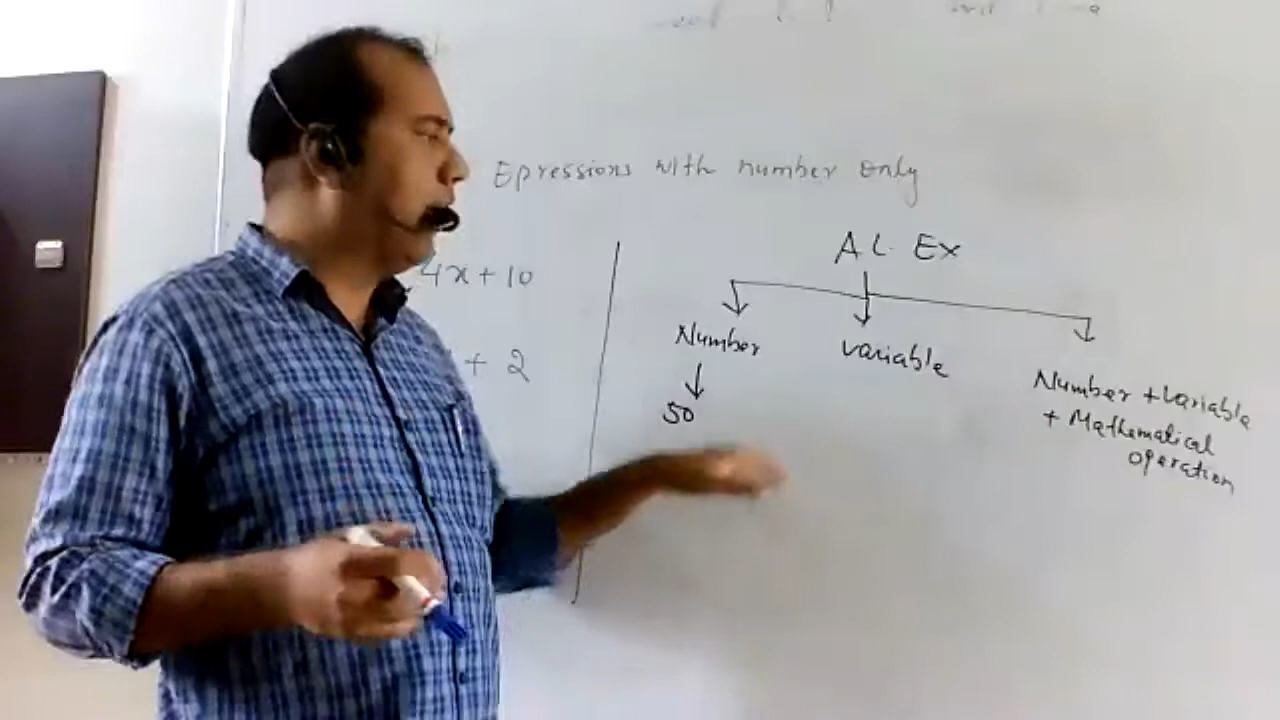 Epressions with number only
4x+10
+ 2
AL. Ex
Number
variable
Number + variable
+ Mathematical
operation
50